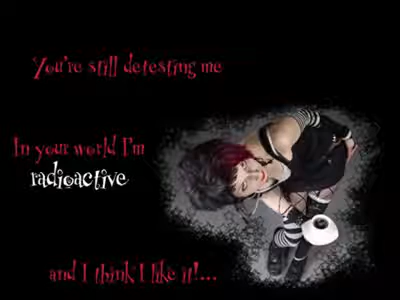 You're still detesting me
In your world I'm
radioactive
and I think I like it!...